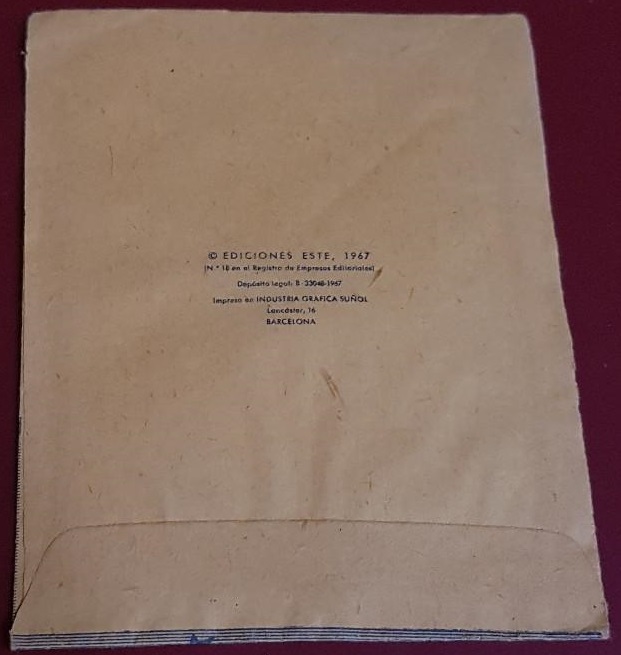 © EDICIONES ESTE, 1967
(N.° 18 en el Registro de Empresas Editoriales)
Depósito legal: B. 33048-1967
Impreso en INDUSTRIA GRAFICA SUÑOL
Lancáster, 16
BARCELONA